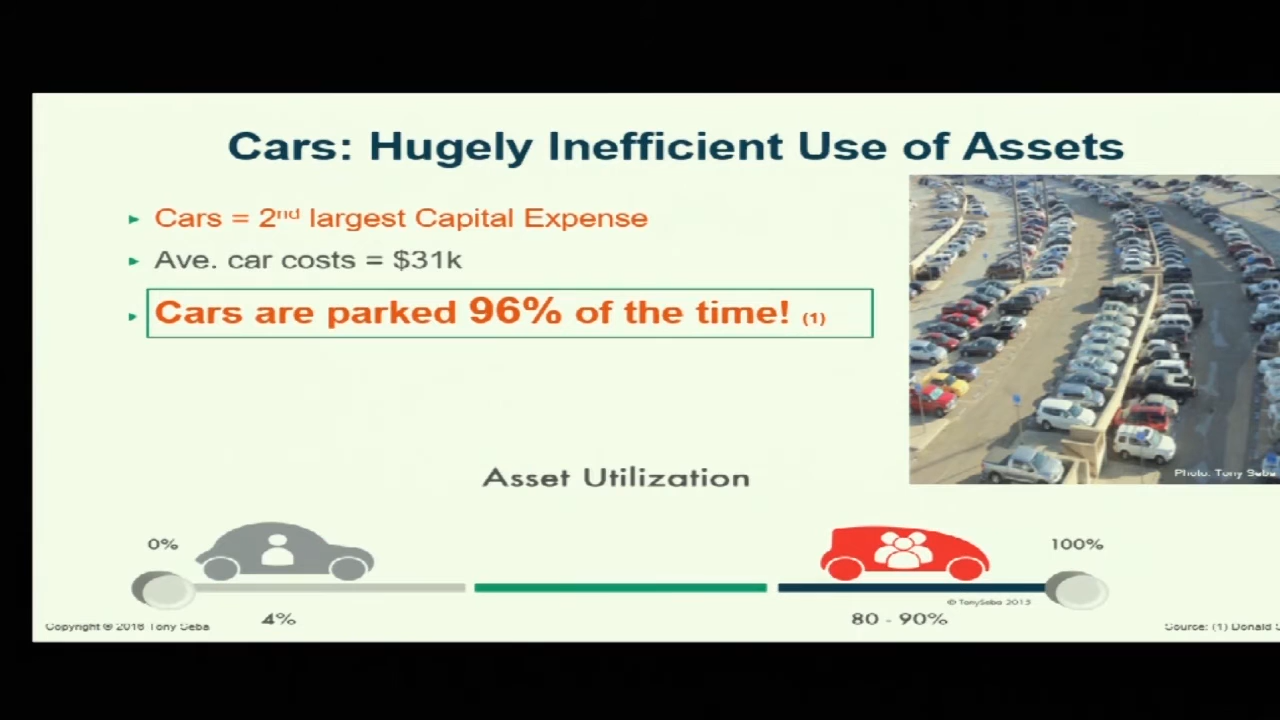 Cars: Hugely Inefficient Use of Assets
Cars = 2nd largest Capital Expense
Ave. car costs = $31k
Cars are parked 96% of the time! (1)
Photo: Tony Seba
Asset Utilization
0%
100%
© TonySeba 2015
4%
80 - 90%
Copyright © 2016 Tony Seba
Source: (1) Donald